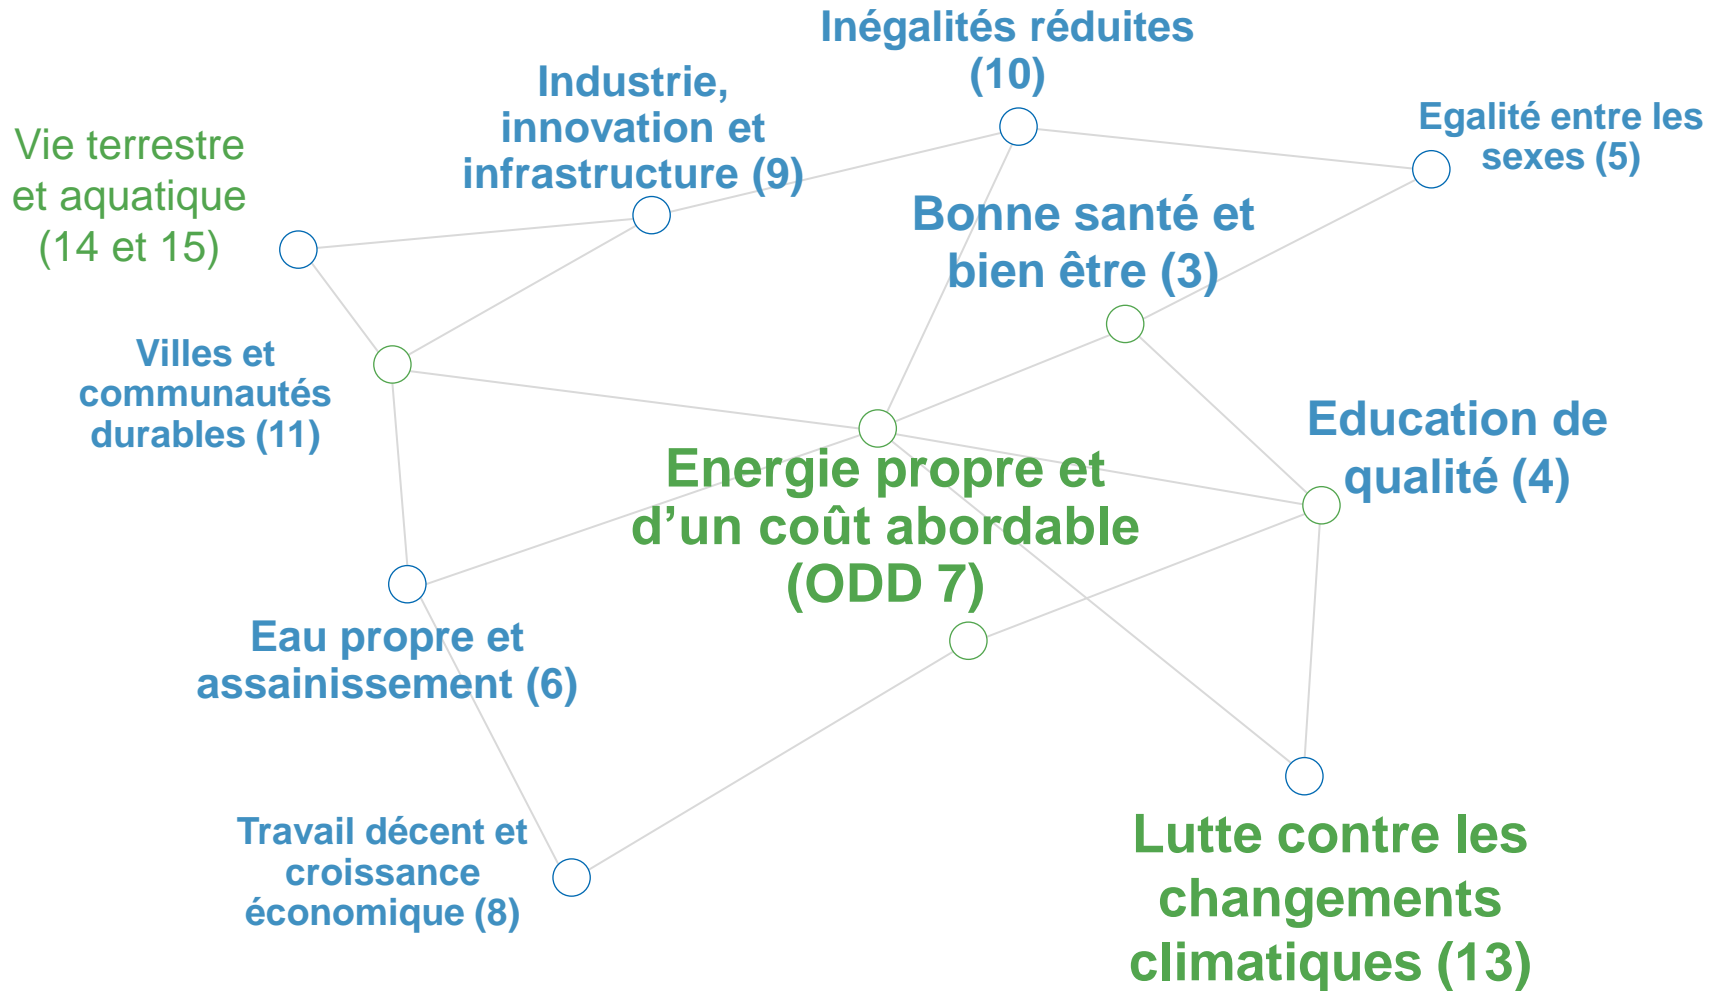 Inégalités réduites
(10)
Industrie,
innovation et
infrastructure (9)
Egalité entre les
sexes (5)
Vie terrestre
et aquatique
(14 et 15)
Bonne santé et
bien être (3)
Villes et
communautés
durables (11)
Education de
qualité (4)
Energie propre et
d’un coût abordable
(ODD 7)
Eau propre et
assainissement (6)
Travail décent et
croissance
économique (8)
Lutte contre les
changements
climatiques (13)